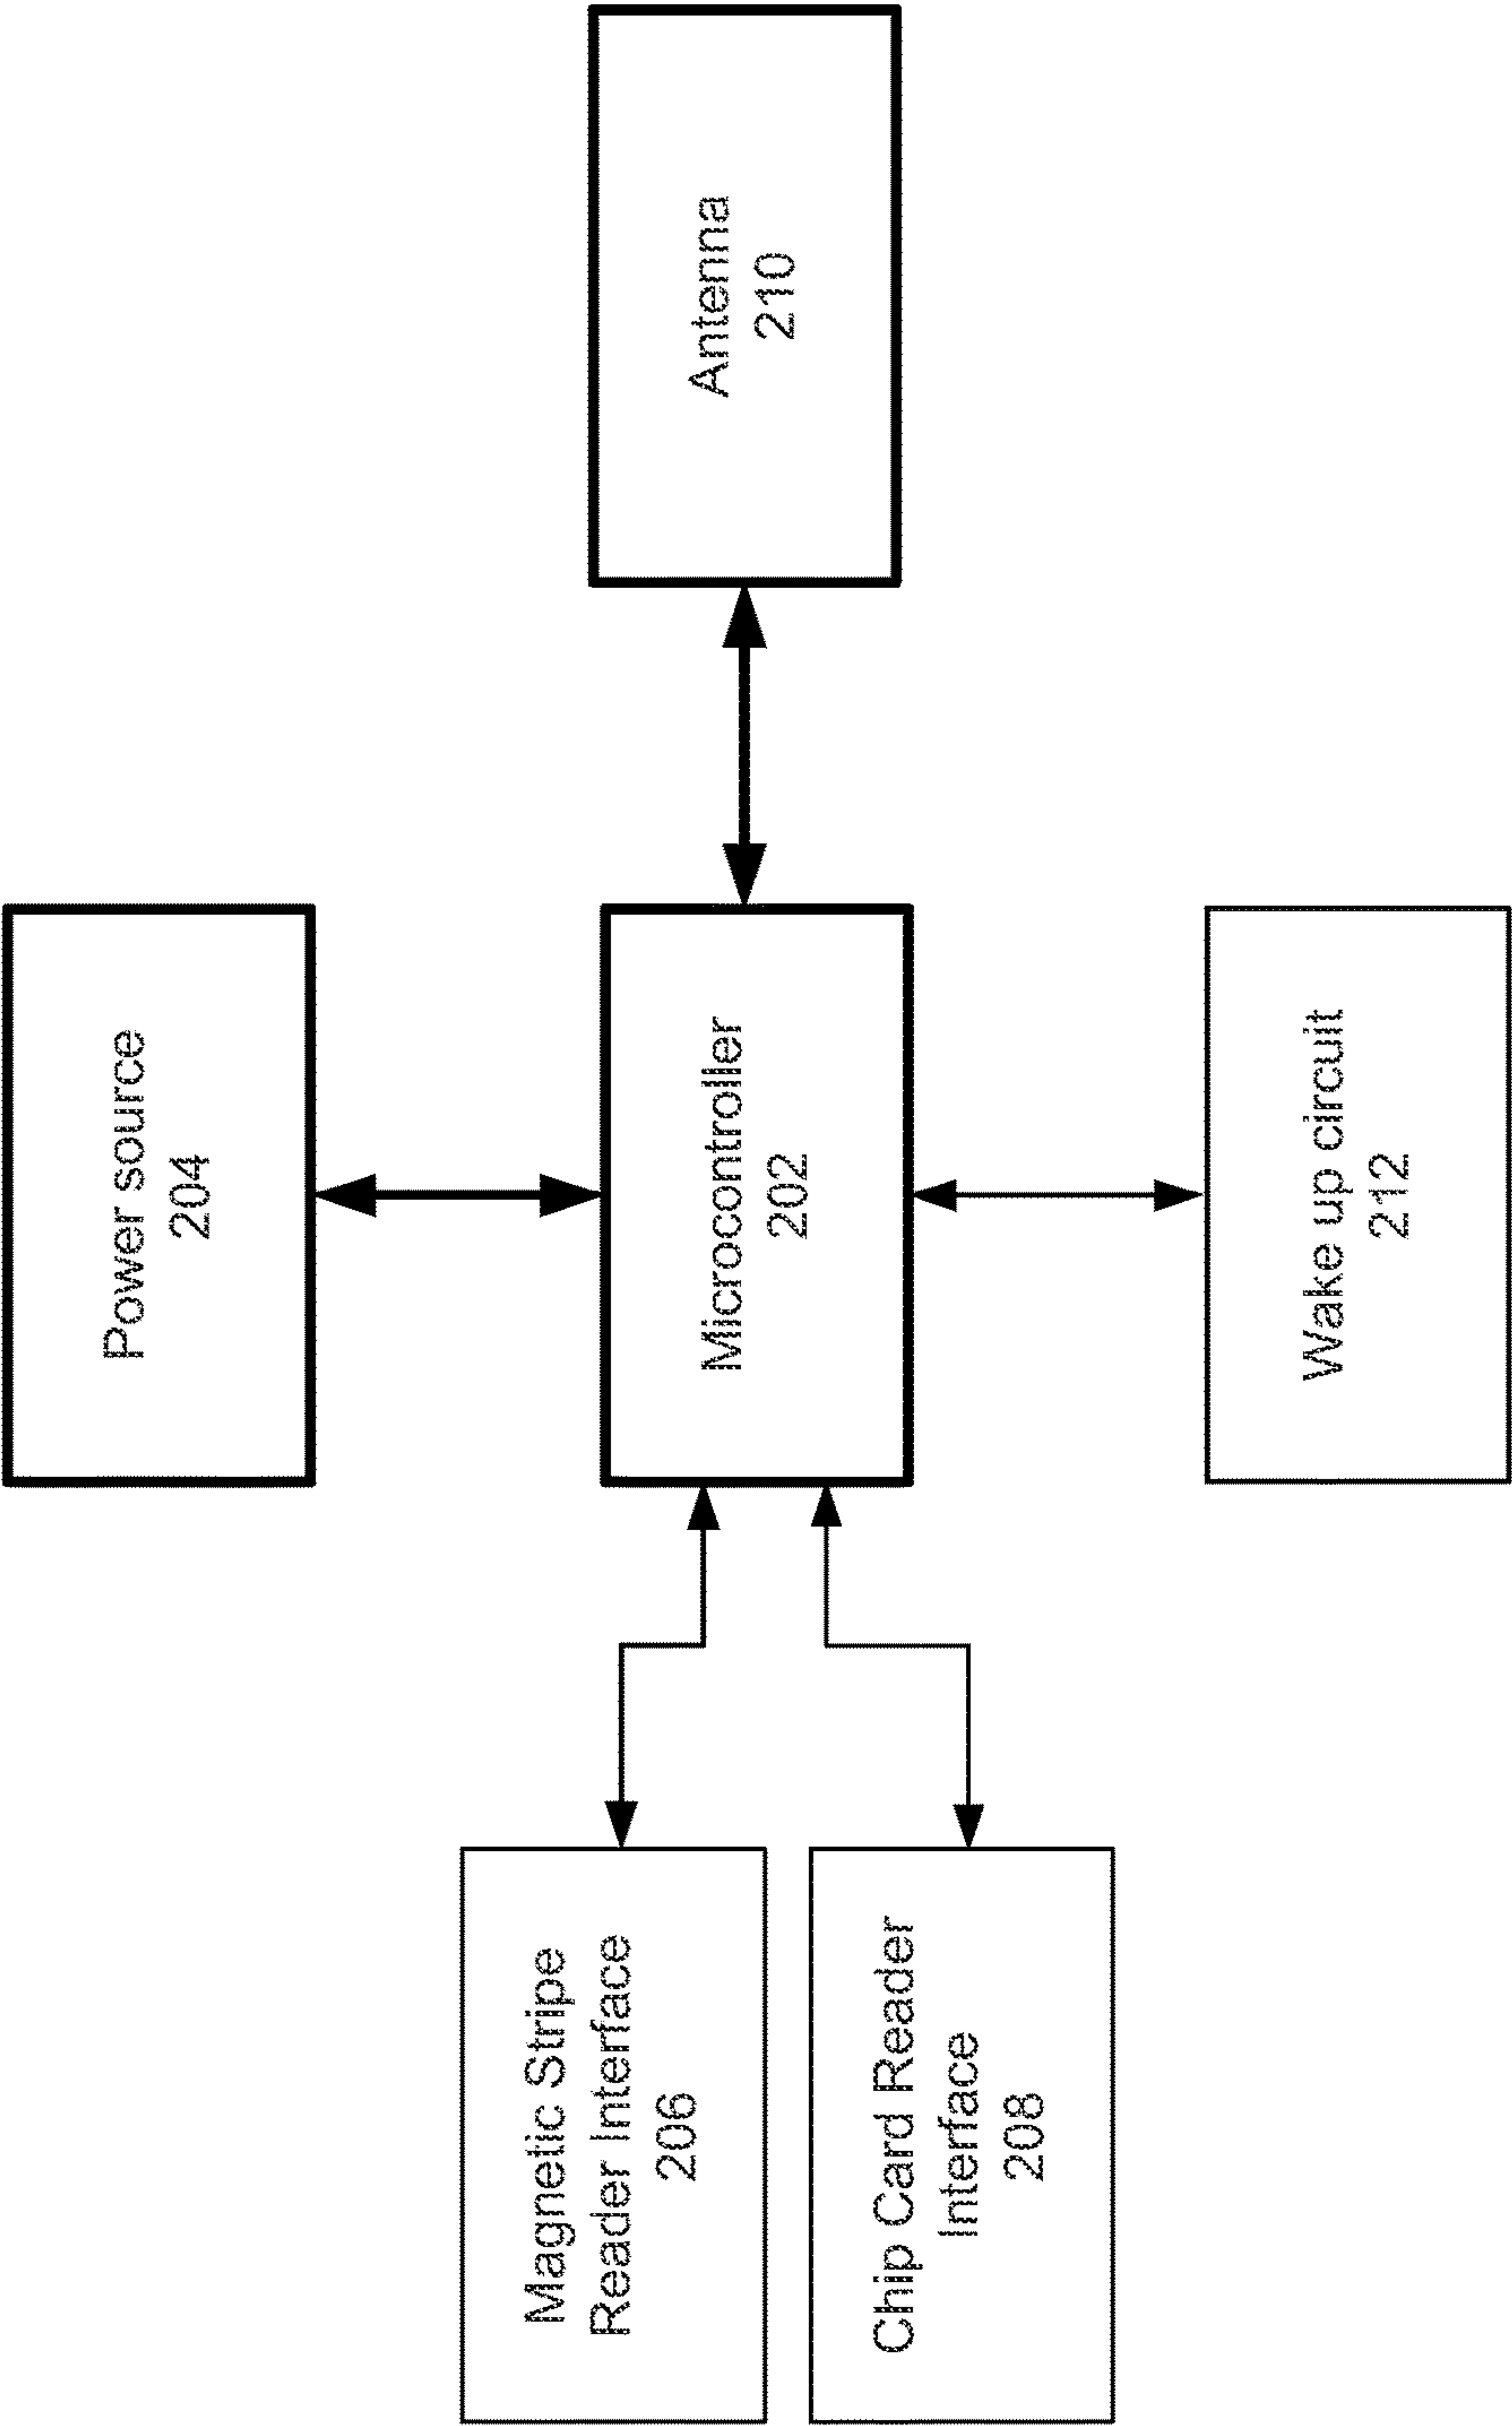 Power source
204
Magnetic Stripe
Reader Interface
206
Chip Card Reader
Interface
208
Microcontroller
202
Antenna
210
Wake up circuit
212